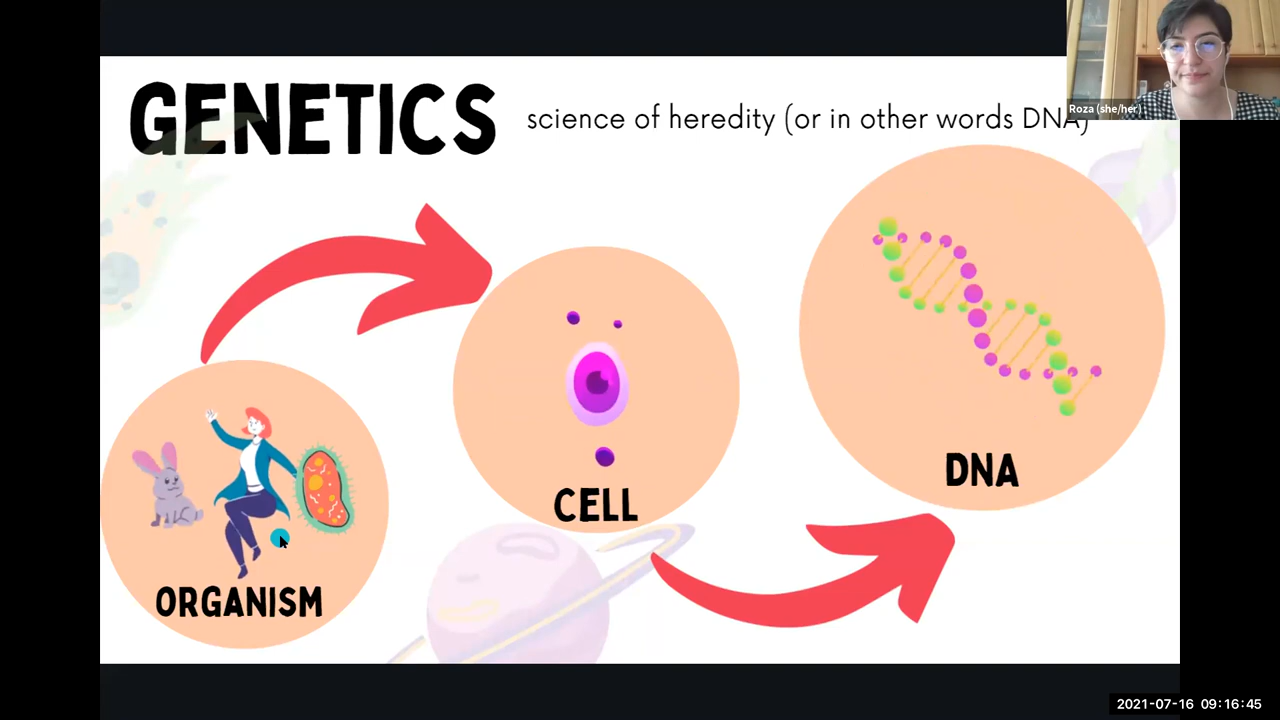 GENETICS
science of heredity (or in other words DNA)
Roza (she/her)
DNA
CELL
ORGANISM
2021-07-16 09:16:45